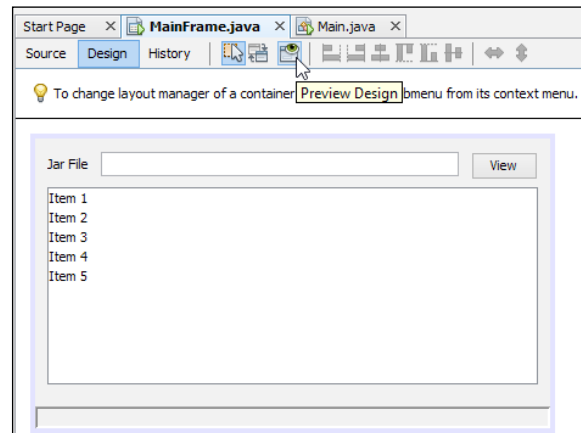 Start Page MainFrame.java Main.java
Source Design History
To change layout manager of a container Preview Design bmenu from its context menu.
Jar File View
Item 1
Item 2
Item 3
Item 4
Item 5